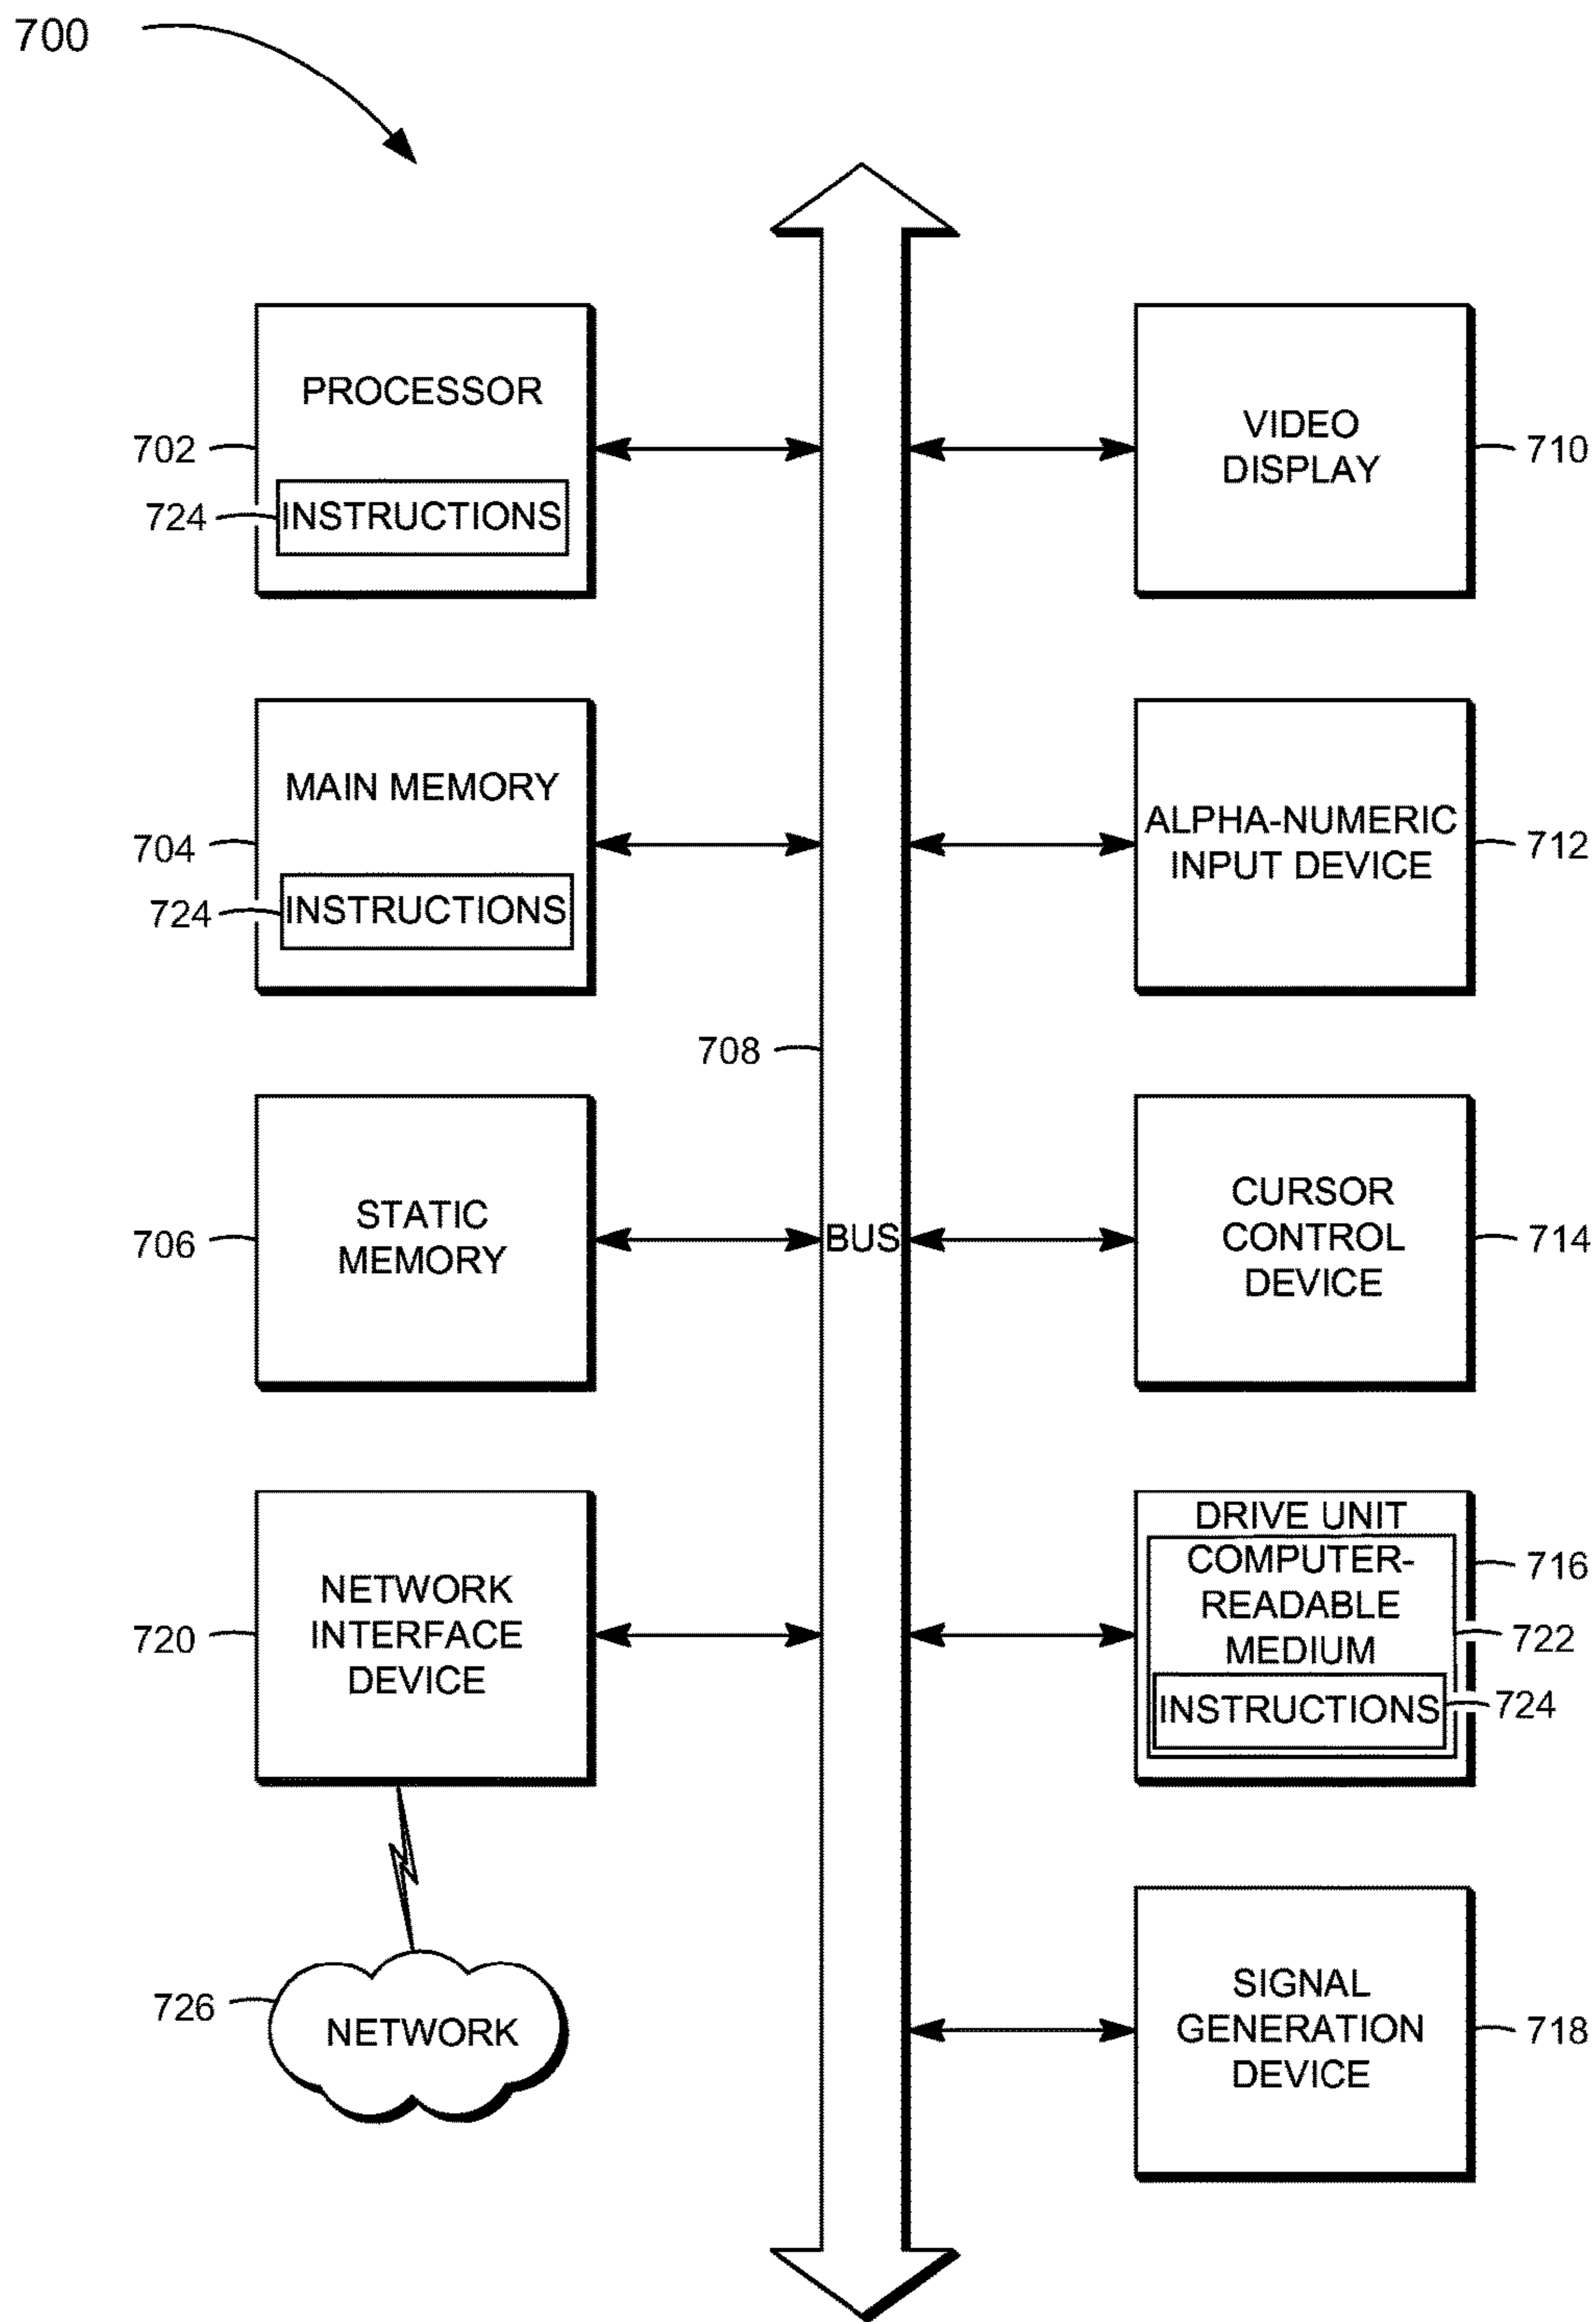 700
PROCESSOR
702
724
INSTRUCTIONS
MAIN MEMORY
704
724
INSTRUCTIONS
STATIC
MEMORY
706
NETWORK
INTERFACE
DEVICE
720
726
NETWORK
708
BUS
VIDEO
DISPLAY
710
ALPHA-NUMERIC
INPUT DEVICE
712
CURSOR
CONTROL
DEVICE
714
DRIVE UNIT
716
COMPUTER-
READABLE
MEDIUM
722
INSTRUCTIONS
724
SIGNAL
GENERATION
DEVICE
718